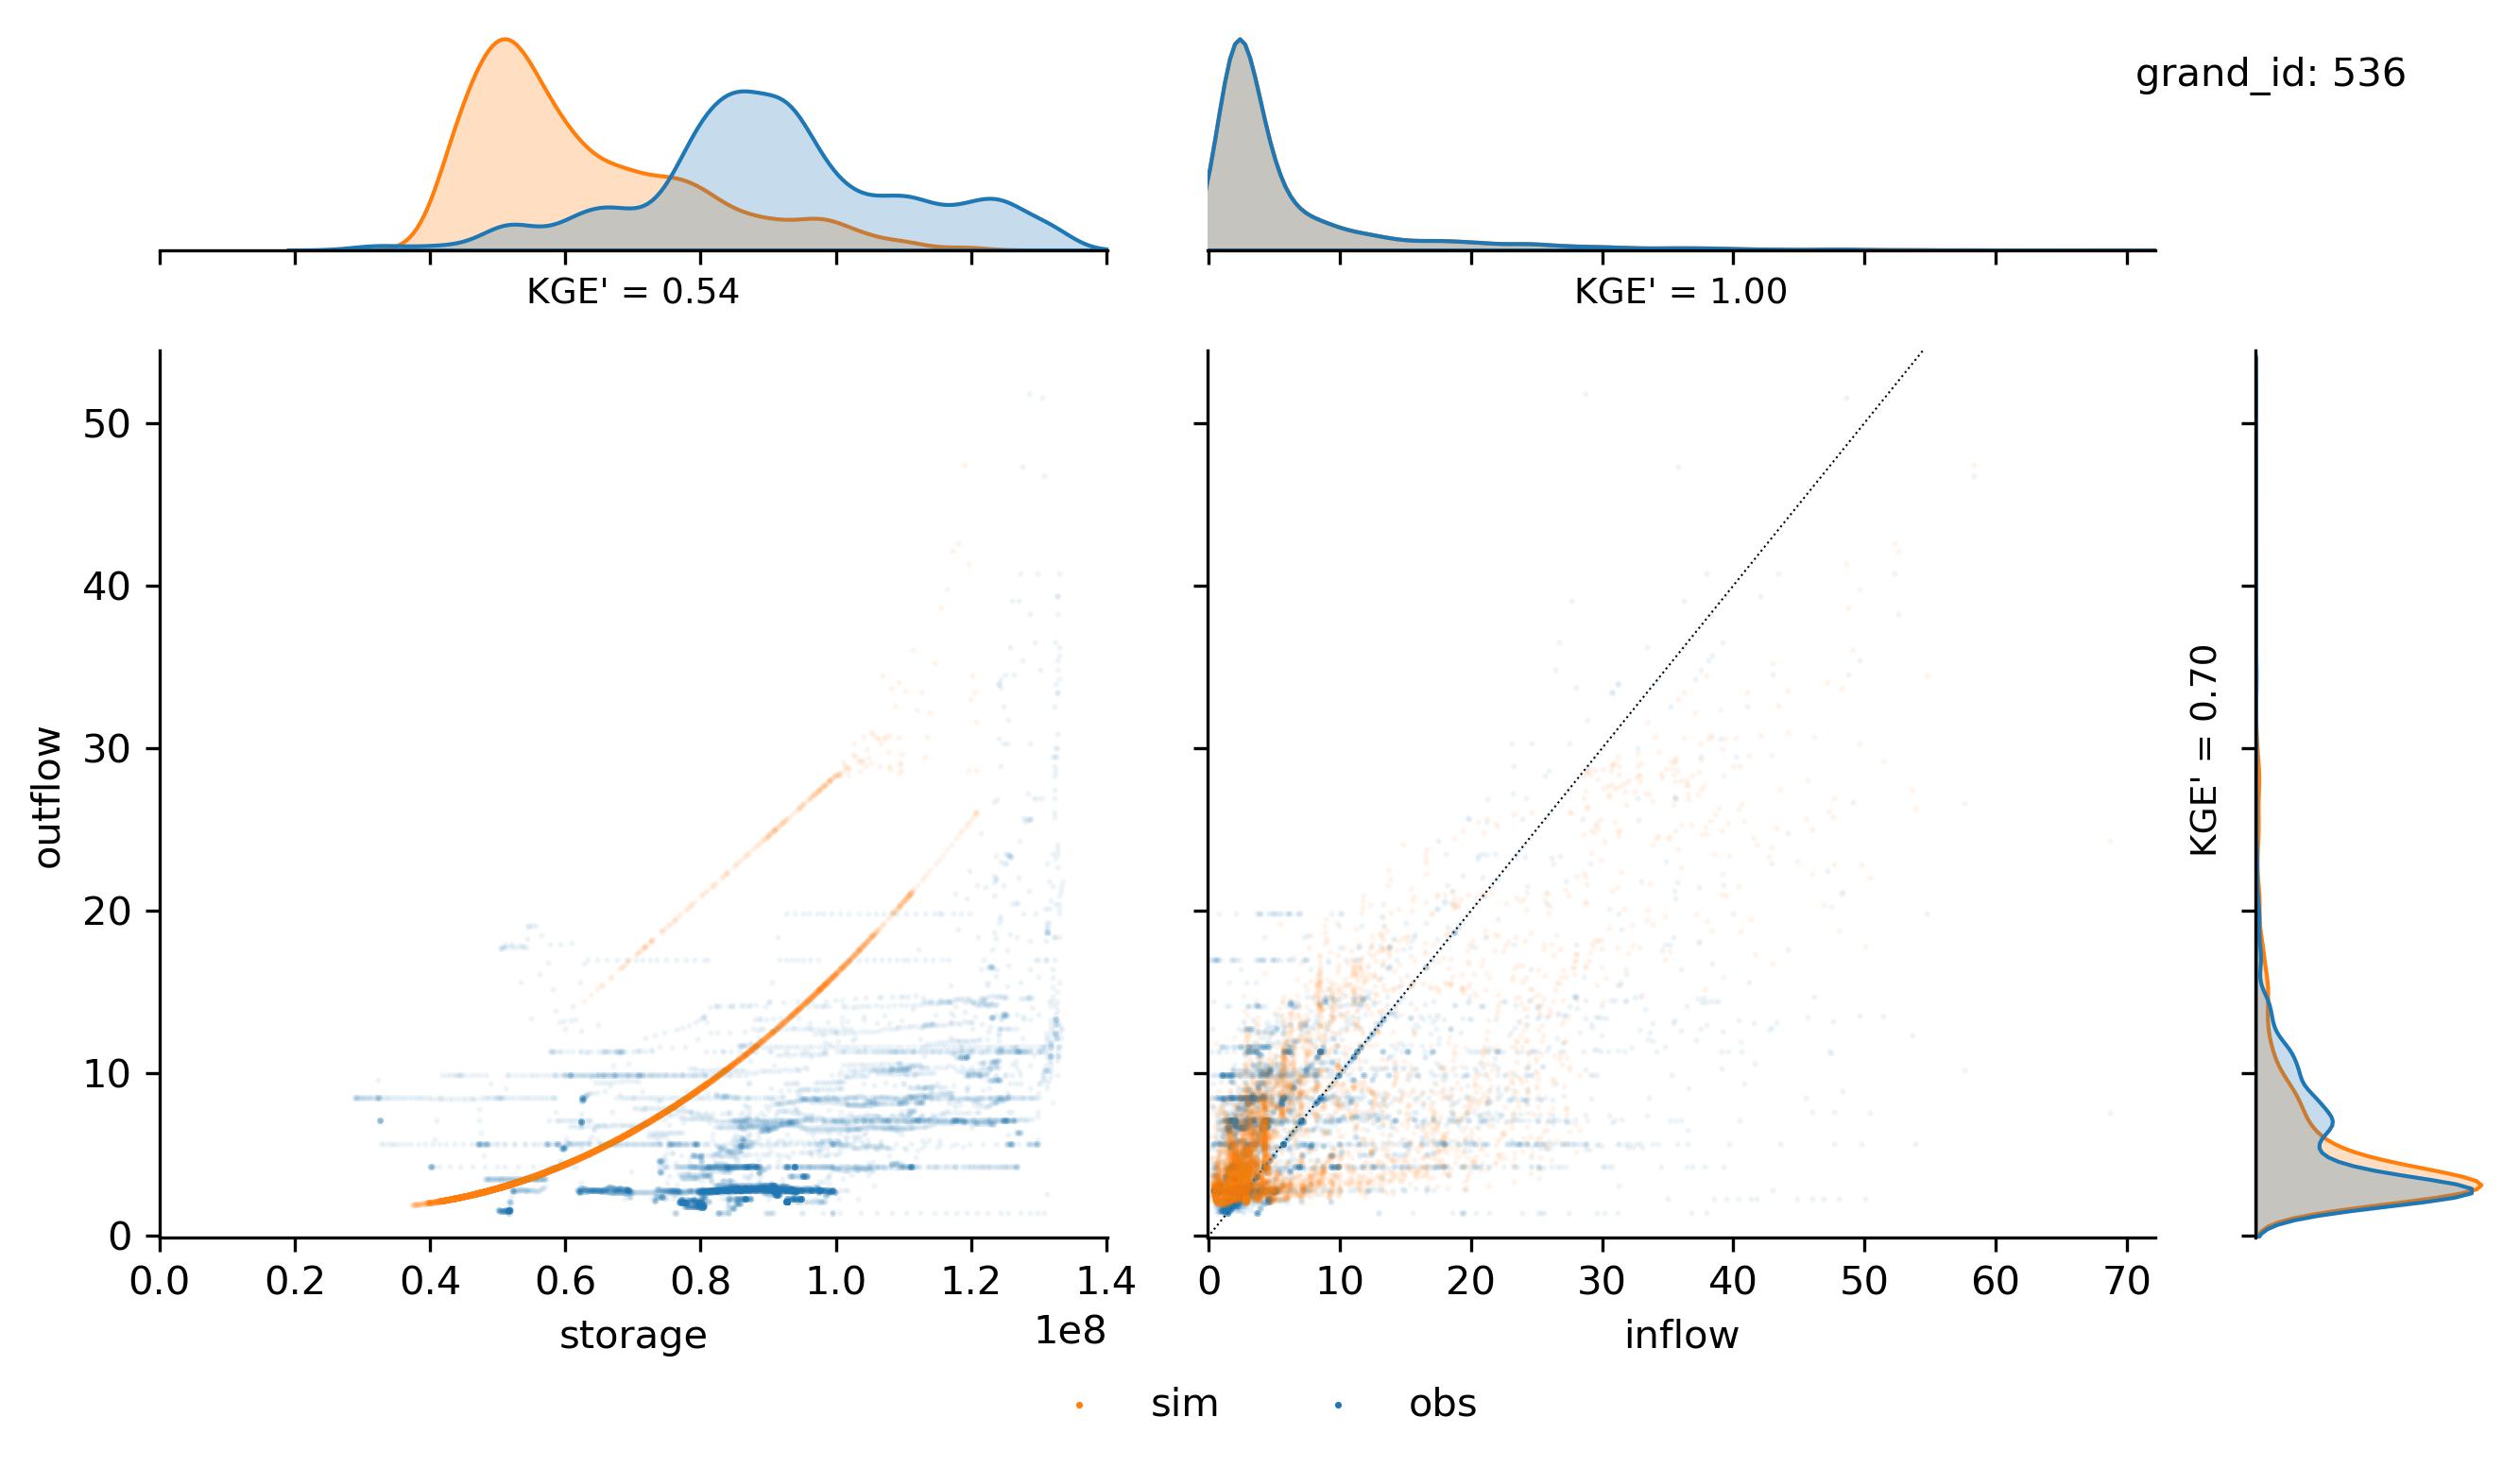 grand_id: 536
KGE' = 0.54
KGE' = 1.00
50
40
30
20
10
0
outflow
KGE' = 0.70
0.0 0.2 0.4 0.6 0.8 1.0 1.2 1.4
0 10 20 30 40 50 60 70
storage
1e8
inflow
sim
obs